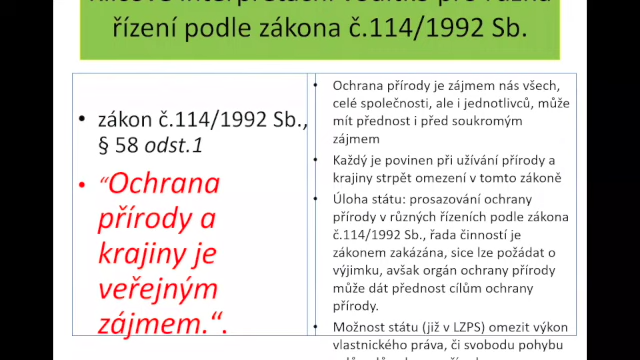 řízení podle zákona č.114/1992 Sb.
• zákon č.114/1992 Sb.,
§ 58 odst.1
• “Ochrana
přírody a
krajiny je
veřejným
zájmem.“.
• Ochrana přírody je zájmem nás všech,
celé společnosti, ale i jednotlivců, může
mít přednost i před soukromým
zájmem
• Každý je povinen při užívání přírody a
krajiny strpět omezení v tomto zákoně
• Úloha státu: prosazování ochrany
přírody v různých řízeních podle zákona
č.114/1992 Sb., řada činností je
zákonem zakázána, sice lze požádat o
výjimku, avšak orgán ochrany přírody
může dát přednost cílům ochrany
přírody.
• Možnost státu (již v LZPS) omezit výkon
vlastnického práva, či svobodu pohybu